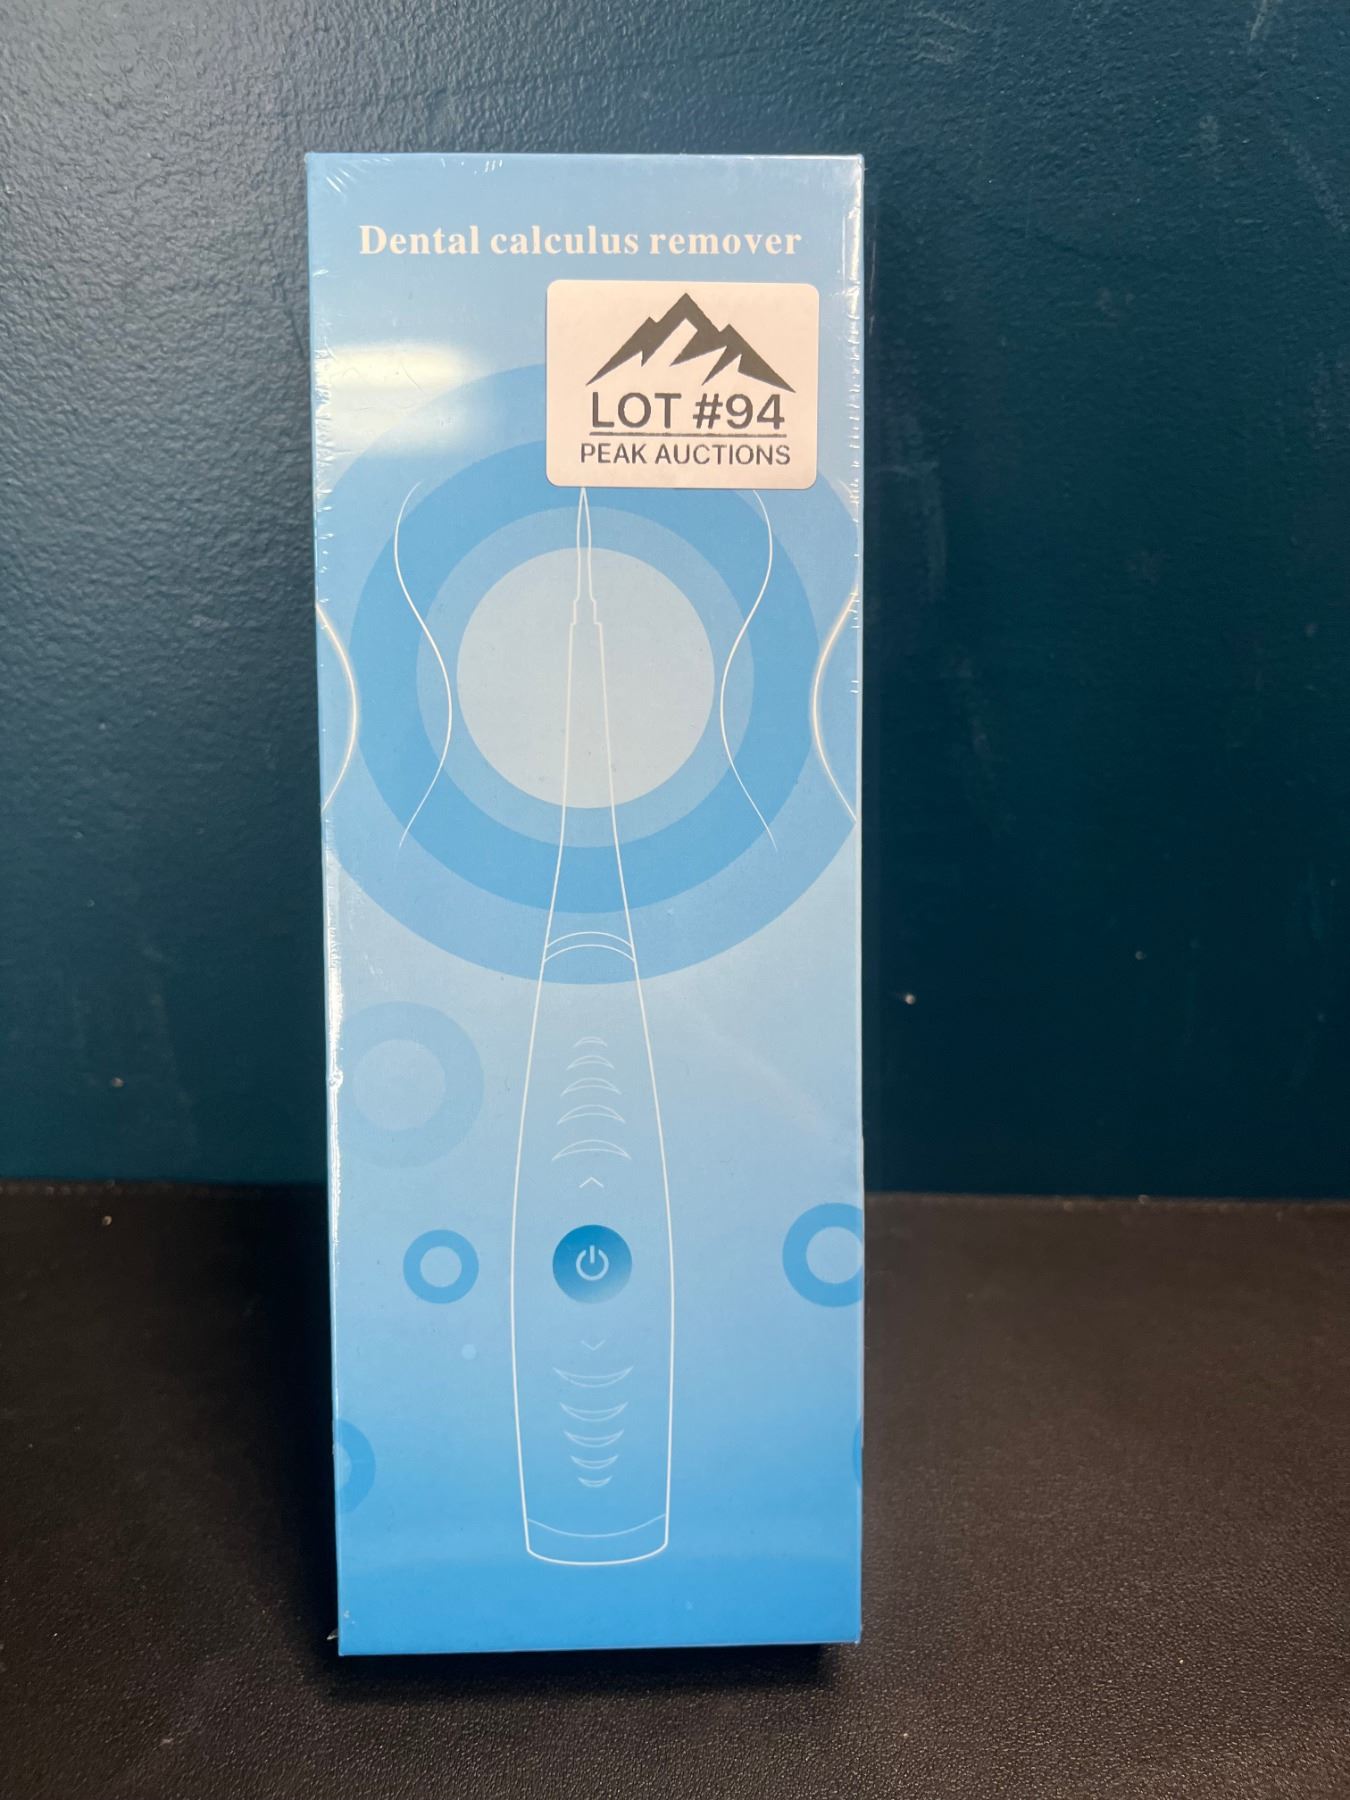 Dental calculus remover
LOT #94
PEAK AUCTIONS